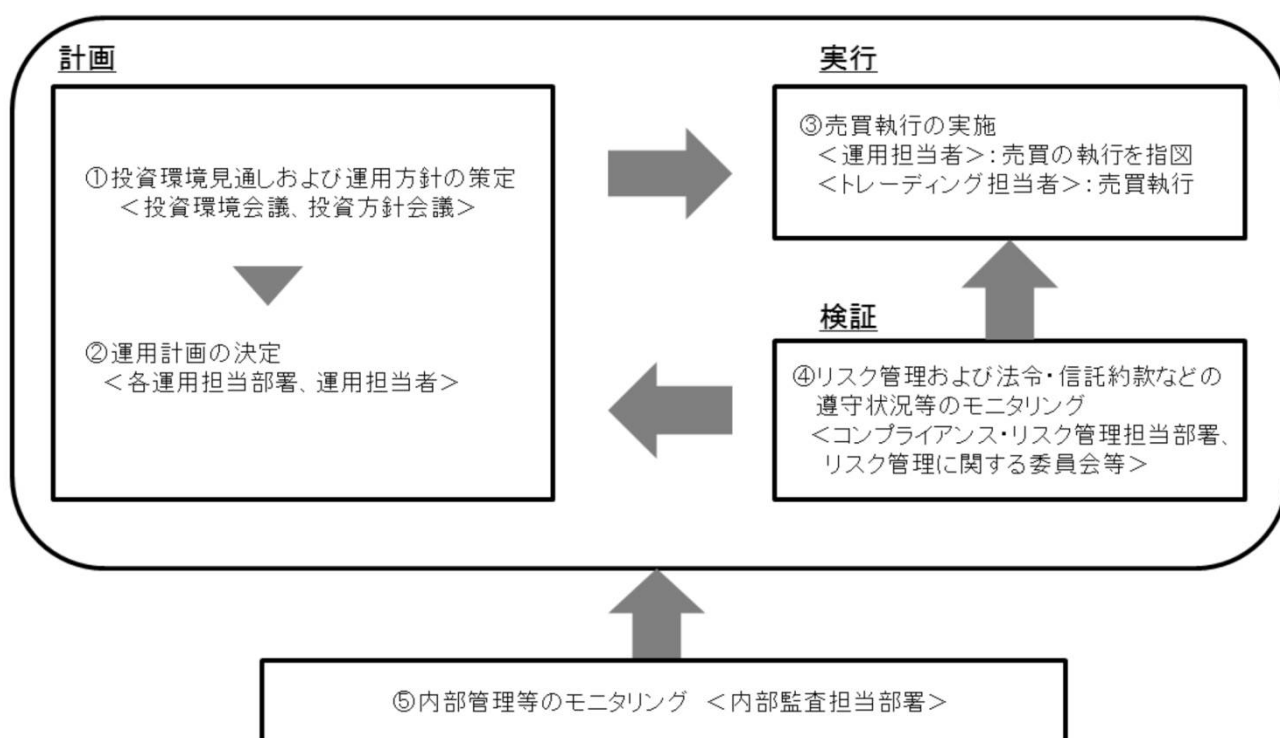 計画
①投資環境見通しおよび運用方針の策定
＜投資環境会議、投資方針会議＞
②運用計画の決定
＜各運用担当部署、運用担当者＞
実行
③売買執行の実施
＜運用担当者＞：売買の執行を指図
＜トレーディング担当者＞：売買執行
検証
④リスク管理および法令・信託約款などの
遵守状況等のモニタリング
＜コンプライアンス・リスク管理担当部署、
リスク管理に関する委員会等＞
⑤内部管理等のモニタリング ＜内部監査担当部署＞